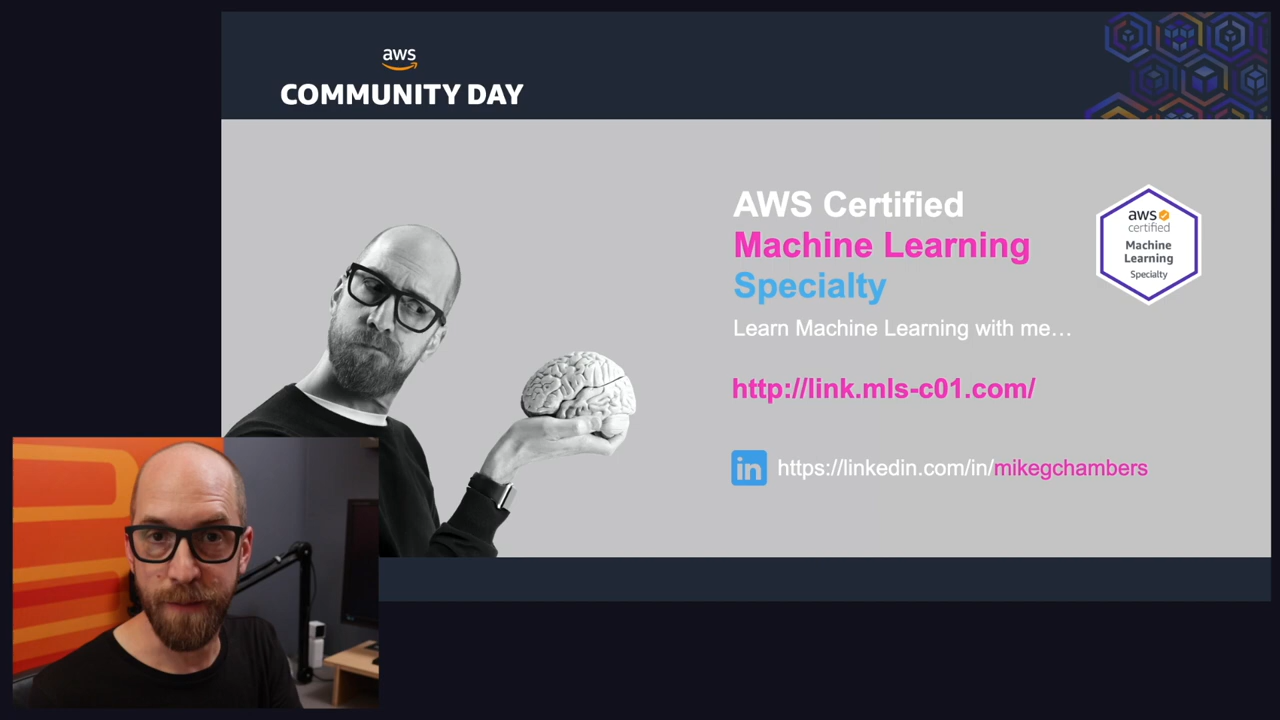 aws
COMMUNITY DAY
AWS Certified
Machine Learning
Specialty
Learn Machine Learning with me…
http://link.mls-c01.com/
in https://linkedin.com/in/mikegchambers
aws
certified
Machine
Learning
Specialty